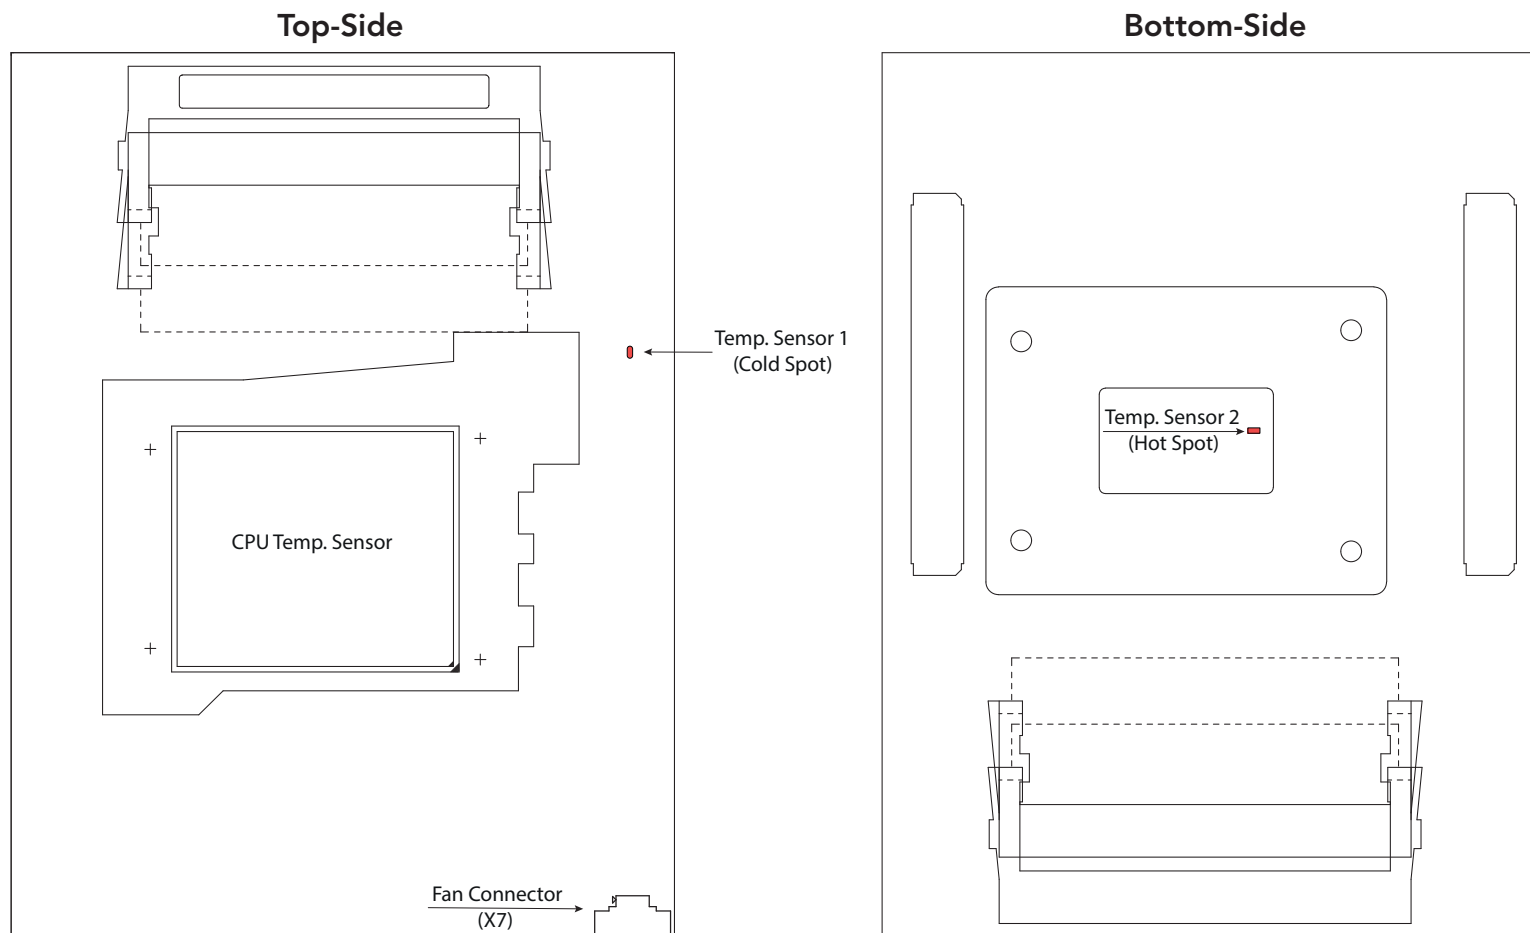 Top-Side
Bottom-Side
Temp. Sensor 1
(Cold Spot)
Temp. Sensor 2
(Hot Spot)
CPU Temp. Sensor
Fan Connector
(X7)